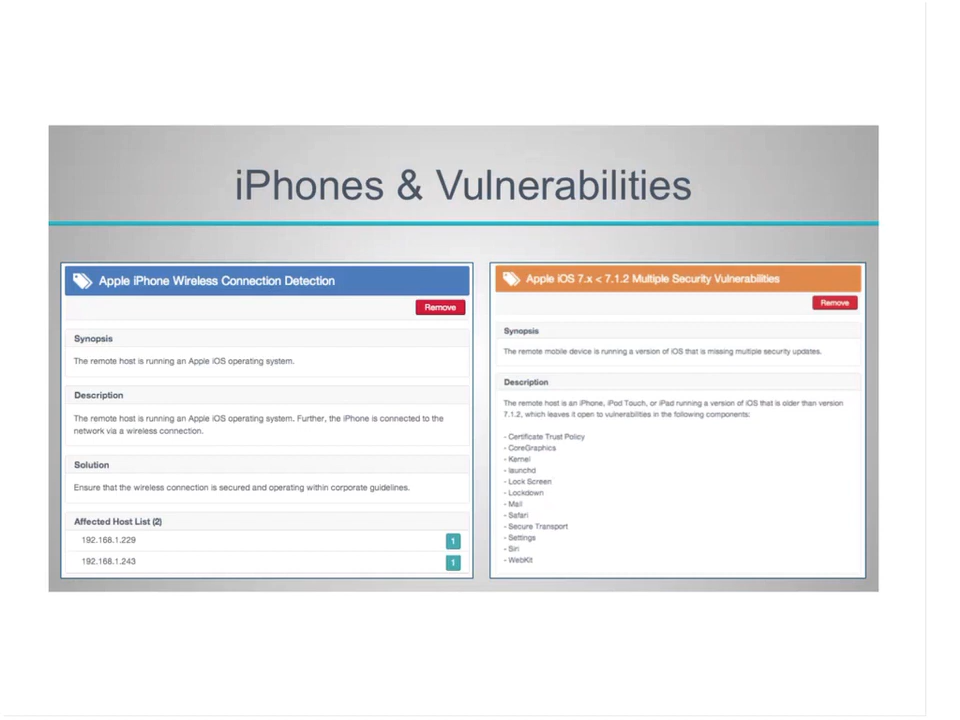 iPhones & Vulnerabilities
Apple iPhone Wireless Connection Detection
Remove
Synopsis
The remote host is running an Apple iOS operating system.
Description
The remote host is running an Apple iOS operating system. Further, the iPhone is connected to the
network via a wireless connection.
Solution
Ensure that the wireless connection is secured and operating within corporate guidelines.
Affected Host List (2)
192.168.1.229 1
192.168.1.243 1
Apple iOS 7.x < 7.1.2 Multiple Security Vulnerabilities
Remove
Synopsis
The remote mobile device is running a version of iOS that is missing multiple security updates.
Description
The remote host is an iPhone, iPod Touch, or iPad running a version of iOS that is older than version
7.1.2, which leaves it open to vulnerabilities in the following components:
- Certificate Trust Policy
- CoreGraphics
- Kernel
- launchd
- Lock Screen
- Lockdown
- Mail
- Safari
- Secure Transport
- Settings
- Siri
- WebKit